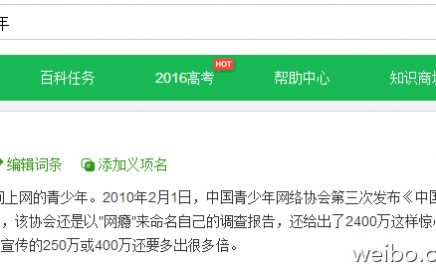 年
HOT
百科任务 2016高考 帮助中心 知识商城
编辑词条 添加义项名
上网的青少年。2010年2月1日，中国青少年网络协会第三次发布《中国
，该协会还是以"网瘾"来命名自己的调查报告，还给出了2400万这样惊
宣传的250万或400万还要多出很多倍。
weibo.c